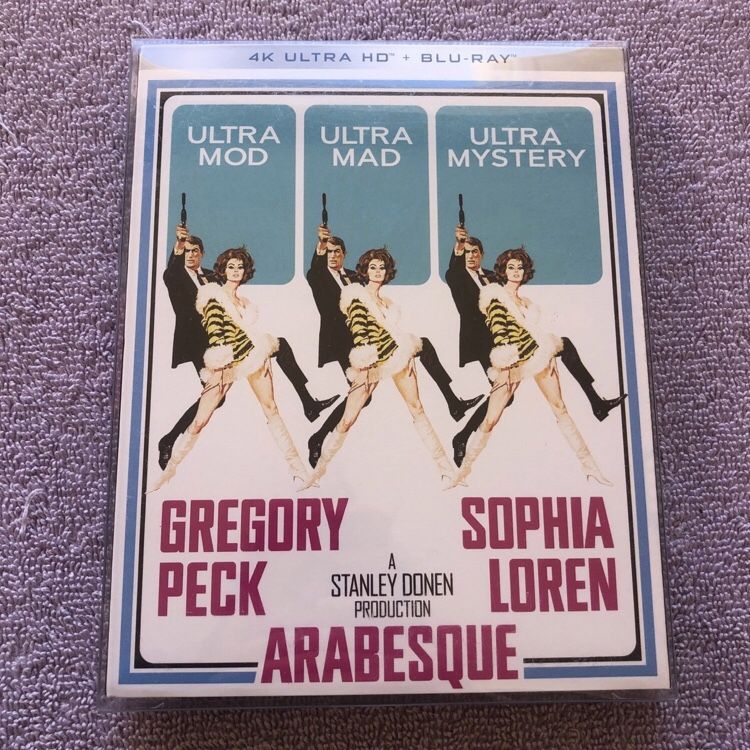 4K ULTRA HD™ + BLU-RAY™
ULTRA MOD
ULTRA MAD
ULTRA MYSTERY
GREGORY PECK
SOPHIA LOREN
A
STANLEY DONEN
PRODUCTION
ARABESQUE